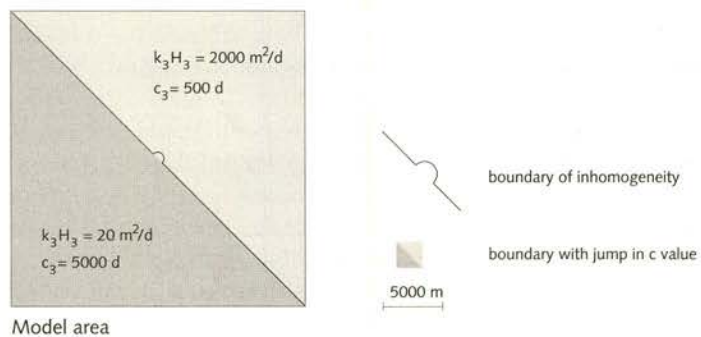 k₃H₃ = 2000 m²/d
c₃= 500 d
k₃H₃ = 20 m²/d
c₃= 5000 d
Model area
boundary of inhomogeneity
boundary with jump in c value
5000 m